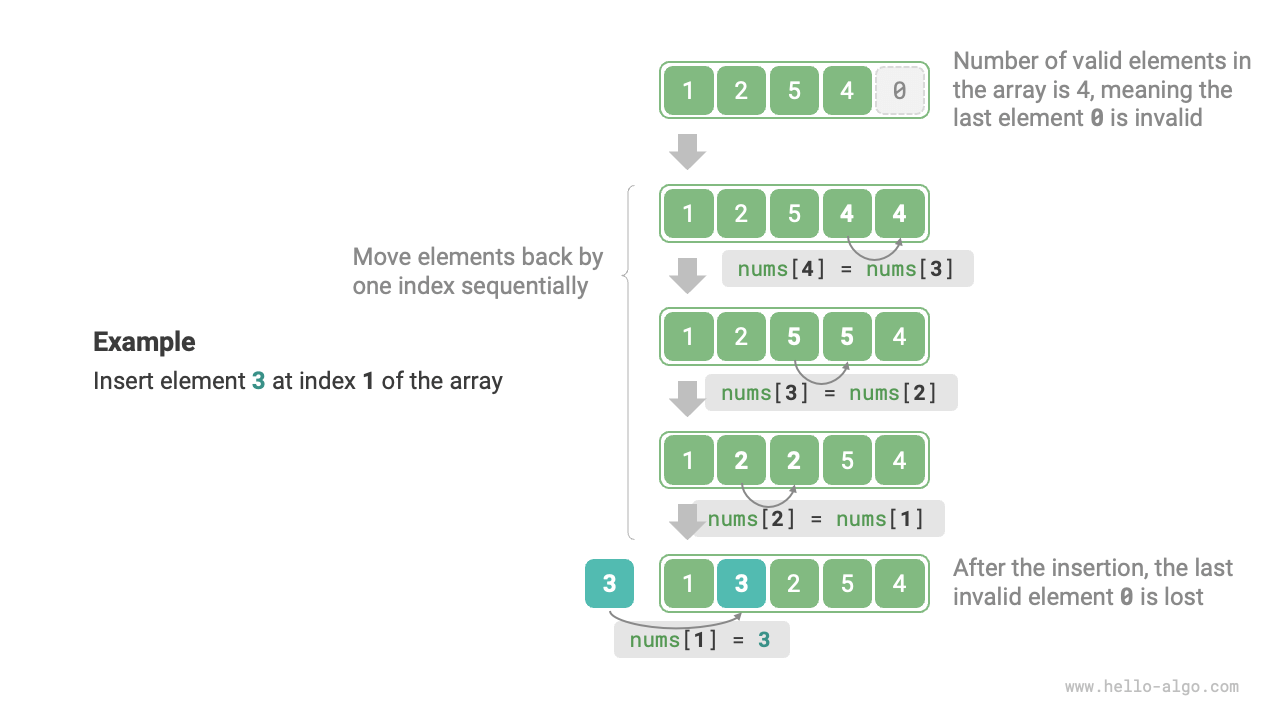 1 2 5 4 0
Number of valid elements in
the array is 4, meaning the
last element 0 is invalid
1 2 5 4 4
nums[4] = nums[3]
Move elements back by
one index sequentially
1 2 5 5 4
nums[3] = nums[2]
Example
Insert element 3 at index 1 of the array
1 2 2 5 4
nums[2] = nums[1]
3 1 3 2 5 4
After the insertion, the last
invalid element 0 is lost
nums[1] = 3
www.hello-algo.com